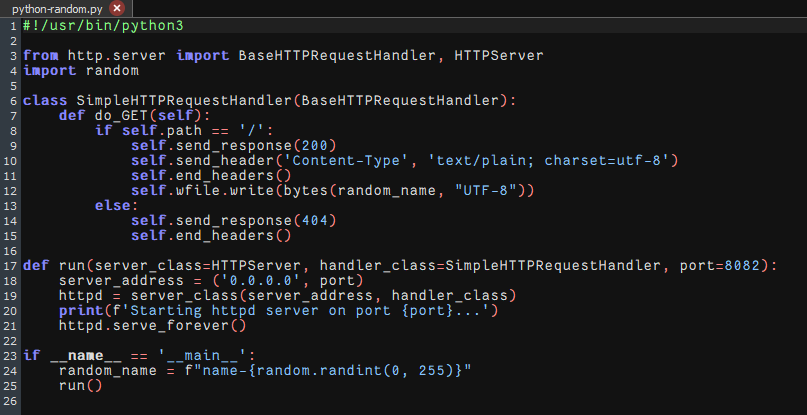 python-random.py
1 #!/usr/bin/python3
2
3 from http.server import BaseHTTPRequestHandler, HTTPServer
4 import random
5
6 class SimpleHTTPRequestHandler(BaseHTTPRequestHandler):
7     def do_GET(self):
8         if self.path == '/':
9             self.send_response(200)
10             self.send_header('Content-Type', 'text/plain; charset=utf-8')
11             self.end_headers()
12             self.wfile.write(bytes(random_name, "UTF-8"))
13         else:
14             self.send_response(404)
15             self.end_headers()
16
17 def run(server_class=HTTPServer, handler_class=SimpleHTTPRequestHandler, port=8082):
18     server_address = ('0.0.0.0', port)
19     httpd = server_class(server_address, handler_class)
20     print(f'Starting httpd server on port {port}...')
21     httpd.serve_forever()
22
23 if __name__ == '__main__':
24     random_name = f"name-{random.randint(0, 255)}"
25     run()
26